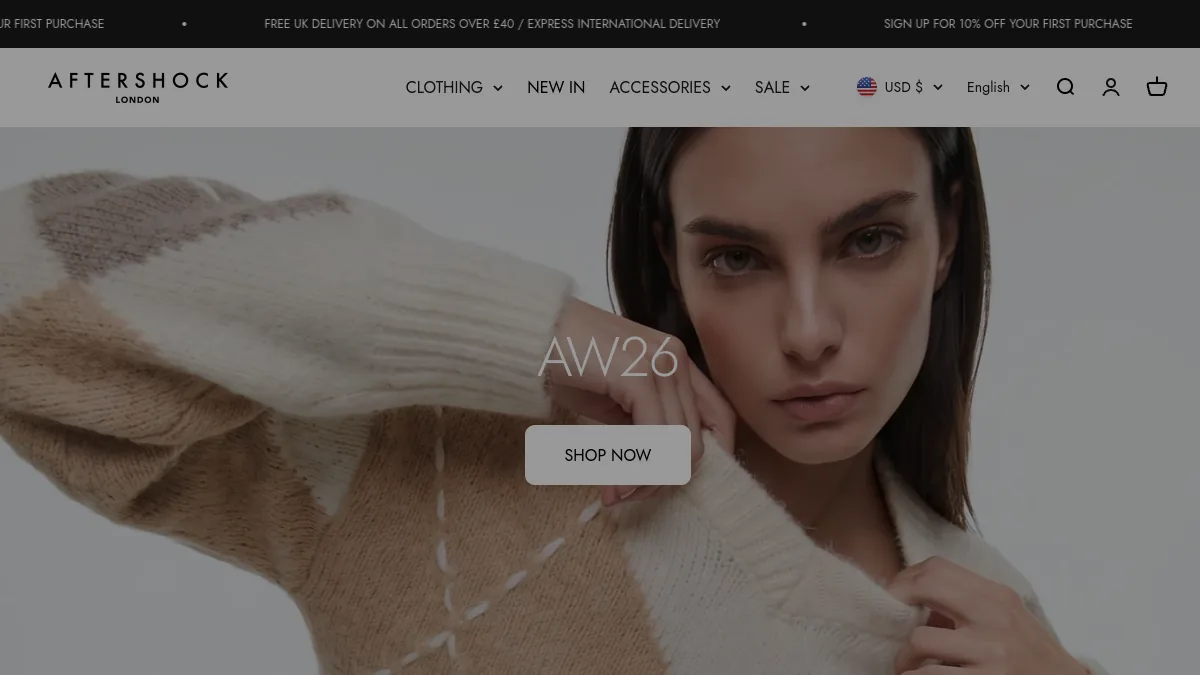 UR FIRST PURCHASE • FREE UK DELIVERY ON ALL ORDERS OVER £40 / EXPRESS INTERNATIONAL DELIVERY • SIGN UP FOR 10% OFF YOUR FIRST PURCHASE
AFTERSHOCK
LONDON
CLOTHING NEW IN ACCESSORIES SALE USD $ English
AW26
SHOP NOW